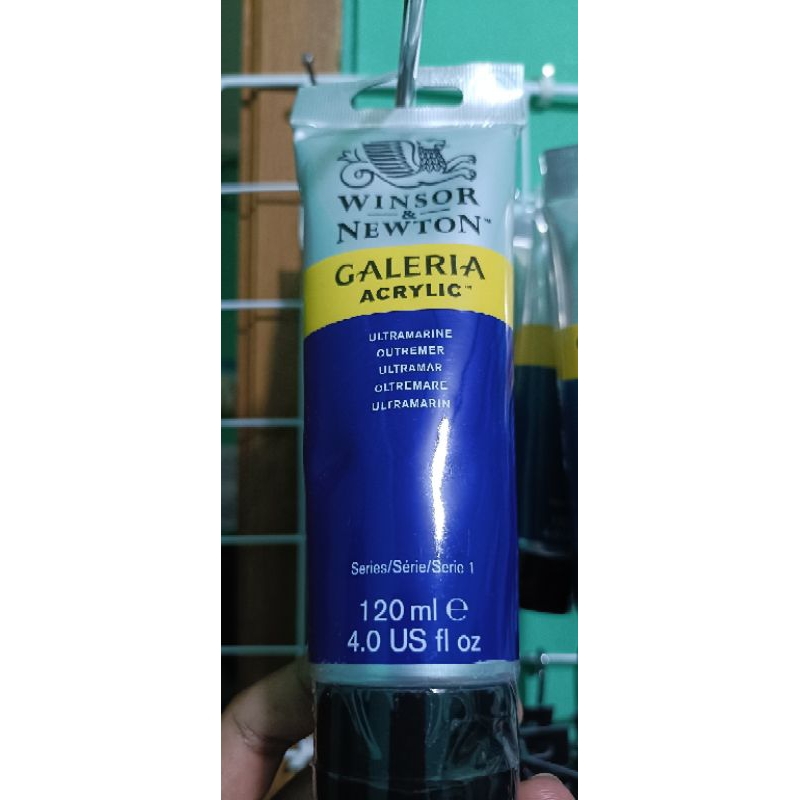 WINSOR
&
NEWTON™
GALERIA
ACRYLIC™
ULTRAMARINE
OUTREMER
ULTRAMAR
OLTREMARE
ULTRAMARIN
Series/Série/Serie 1
120 ml ℮
4.0 US fl oz